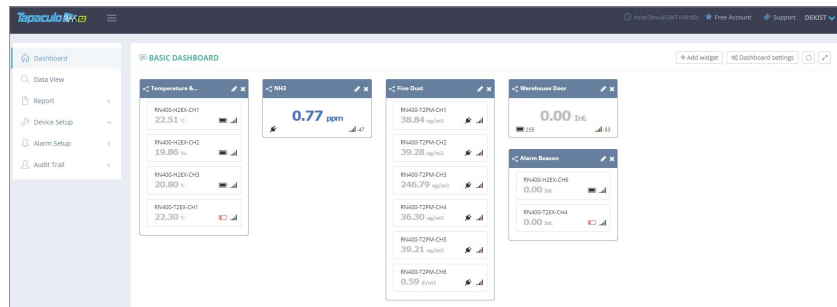 Tapaculo
Asia/Seoul(GMT+09:00) Free Account Support DEKIST
Dashboard
Data View
Report
Device Setup
Alarm Setup
Audit Trail
BASIC DASHBOARD
+ Add widget Dashboard settings
Temperature &...
RN400-H2EX-CH1
22.51 ℃
RN400-H2EX-CH2
19.86 %
RN400-H2EX-CH3
20.80 ℃
RN400-T2EX-CH1
22.30 ℃
NH3
0.77 ppm
-47
Fine Dust
RN400-T2PM-CH1
38.84 ug/m3
RN400-T2PM-CH2
39.28 ug/m3
RN400-T2PM-CH3
246.79 ug/m3
RN400-T2PM-CH4
36.30 ug/m3
RN400-T2PM-CH5
39.21 ug/m3
RN400-T2PM-CH6
0.59
Warehouse Door
0.00 Int.
255 -53
Alarm Beacon
RN400-H2EX-CH6
0.00 Int.
RN400-T2EX-CH4
0.00 Int.